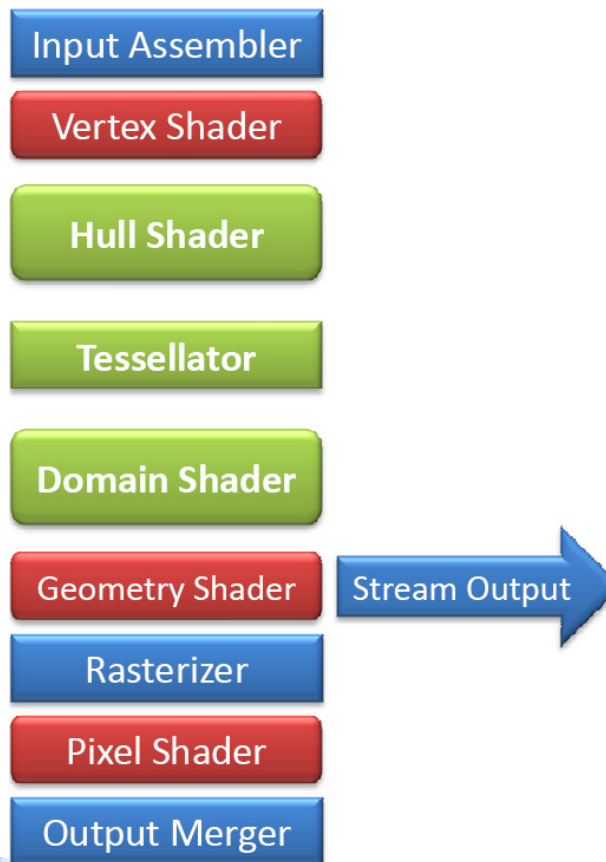 Input Assembler
Vertex Shader
Hull Shader
Tessellator
Domain Shader
Geometry Shader
Stream Output
Rasterizer
Pixel Shader
Output Merger